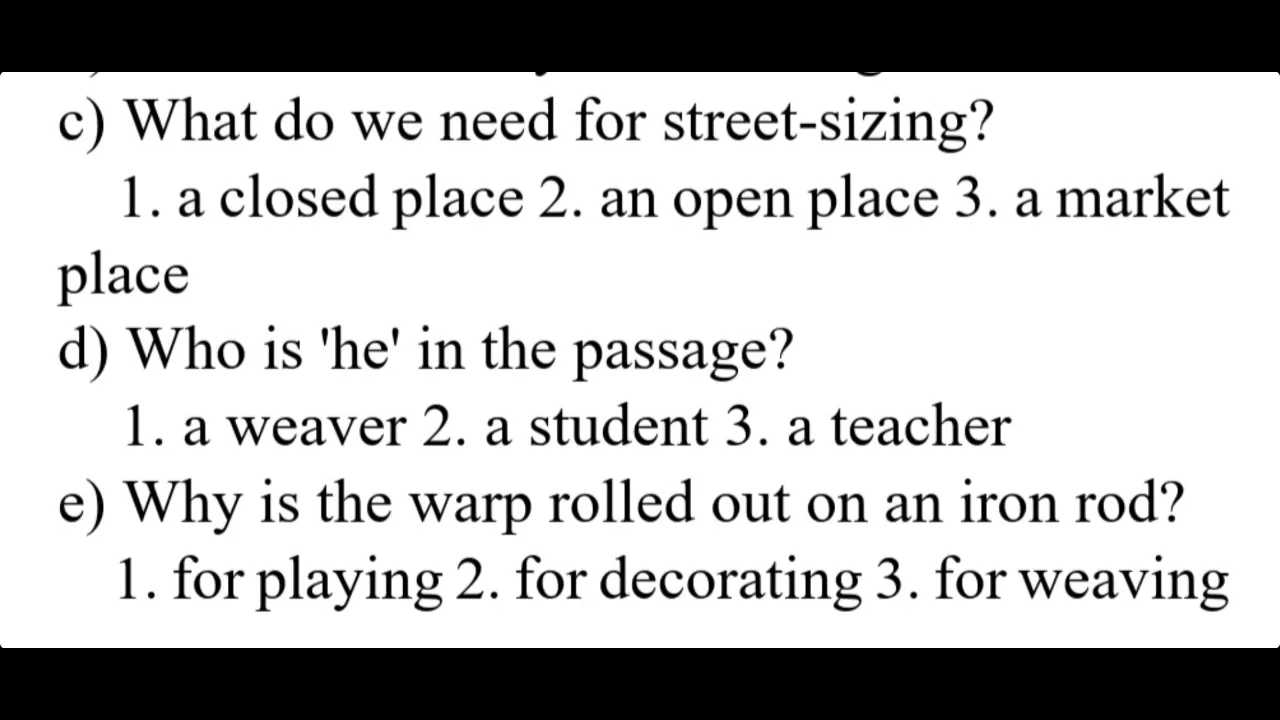 c) What do we need for street-sizing?
1. a closed place 2. an open place 3. a market
place
d) Who is 'he' in the passage?
1. a weaver 2. a student 3. a teacher
e) Why is the warp rolled out on an iron rod?
1. for playing 2. for decorating 3. for weaving